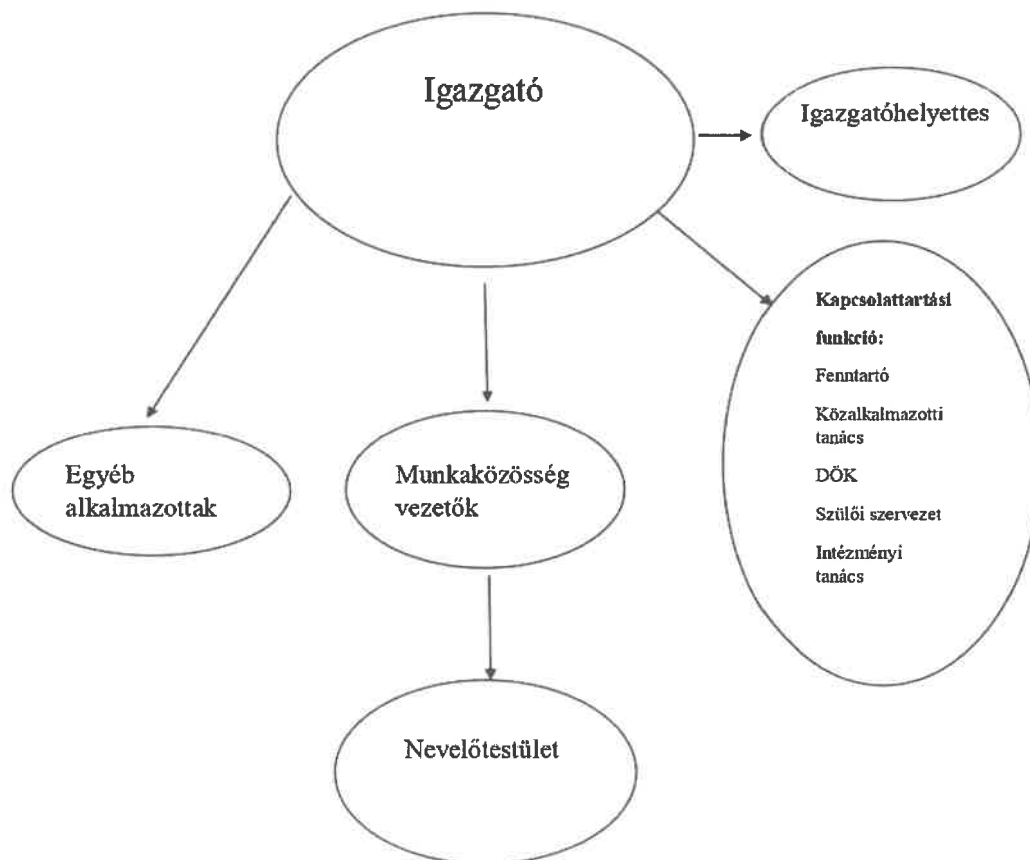 Igazgató
Igazgatóhelyettes
Kapcsolattartási
funkció:
Fenntartó
Közalkalmazotti
tanács
DÖK
Szülői szervezet
Intézményi
tanács
Egyéb
alkalmazottak
Munkaközösség
vezetők
Nevelőtestület